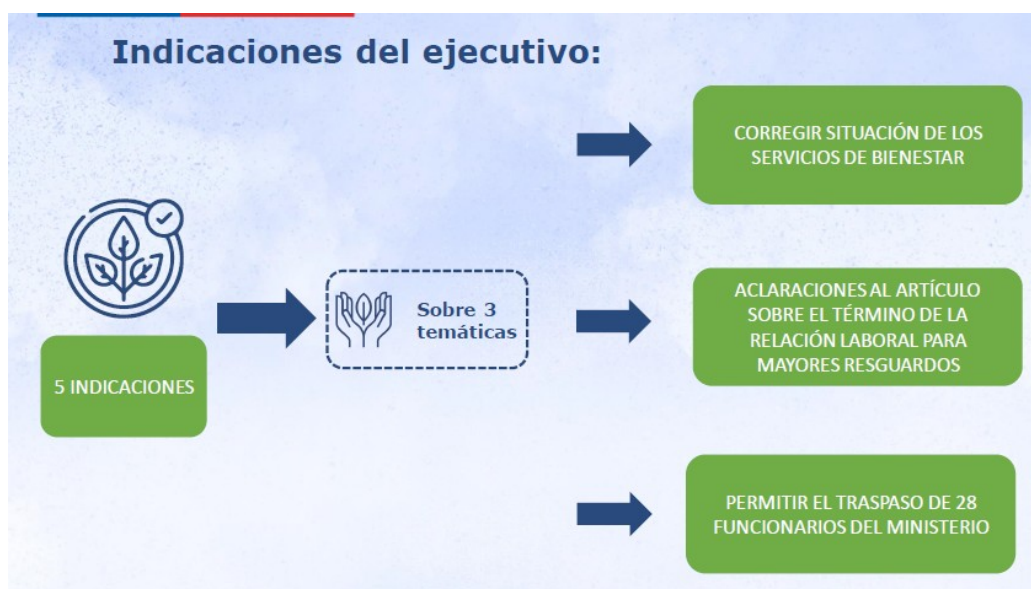 Indicaciones del ejecutivo:
5 INDICACIONES
Sobre 3
temáticas
CORREGIR SITUACIÓN DE LOS
SERVICIOS DE BIENESTAR
ACLARACIONES AL ARTÍCULO
SOBRE EL TÉRMINO DE LA
RELACIÓN LABORAL PARA
MAYORES RESGUARDOS
PERMITIR EL TRASPASO DE 28
FUNCIONARIOS DEL MINISTERIO